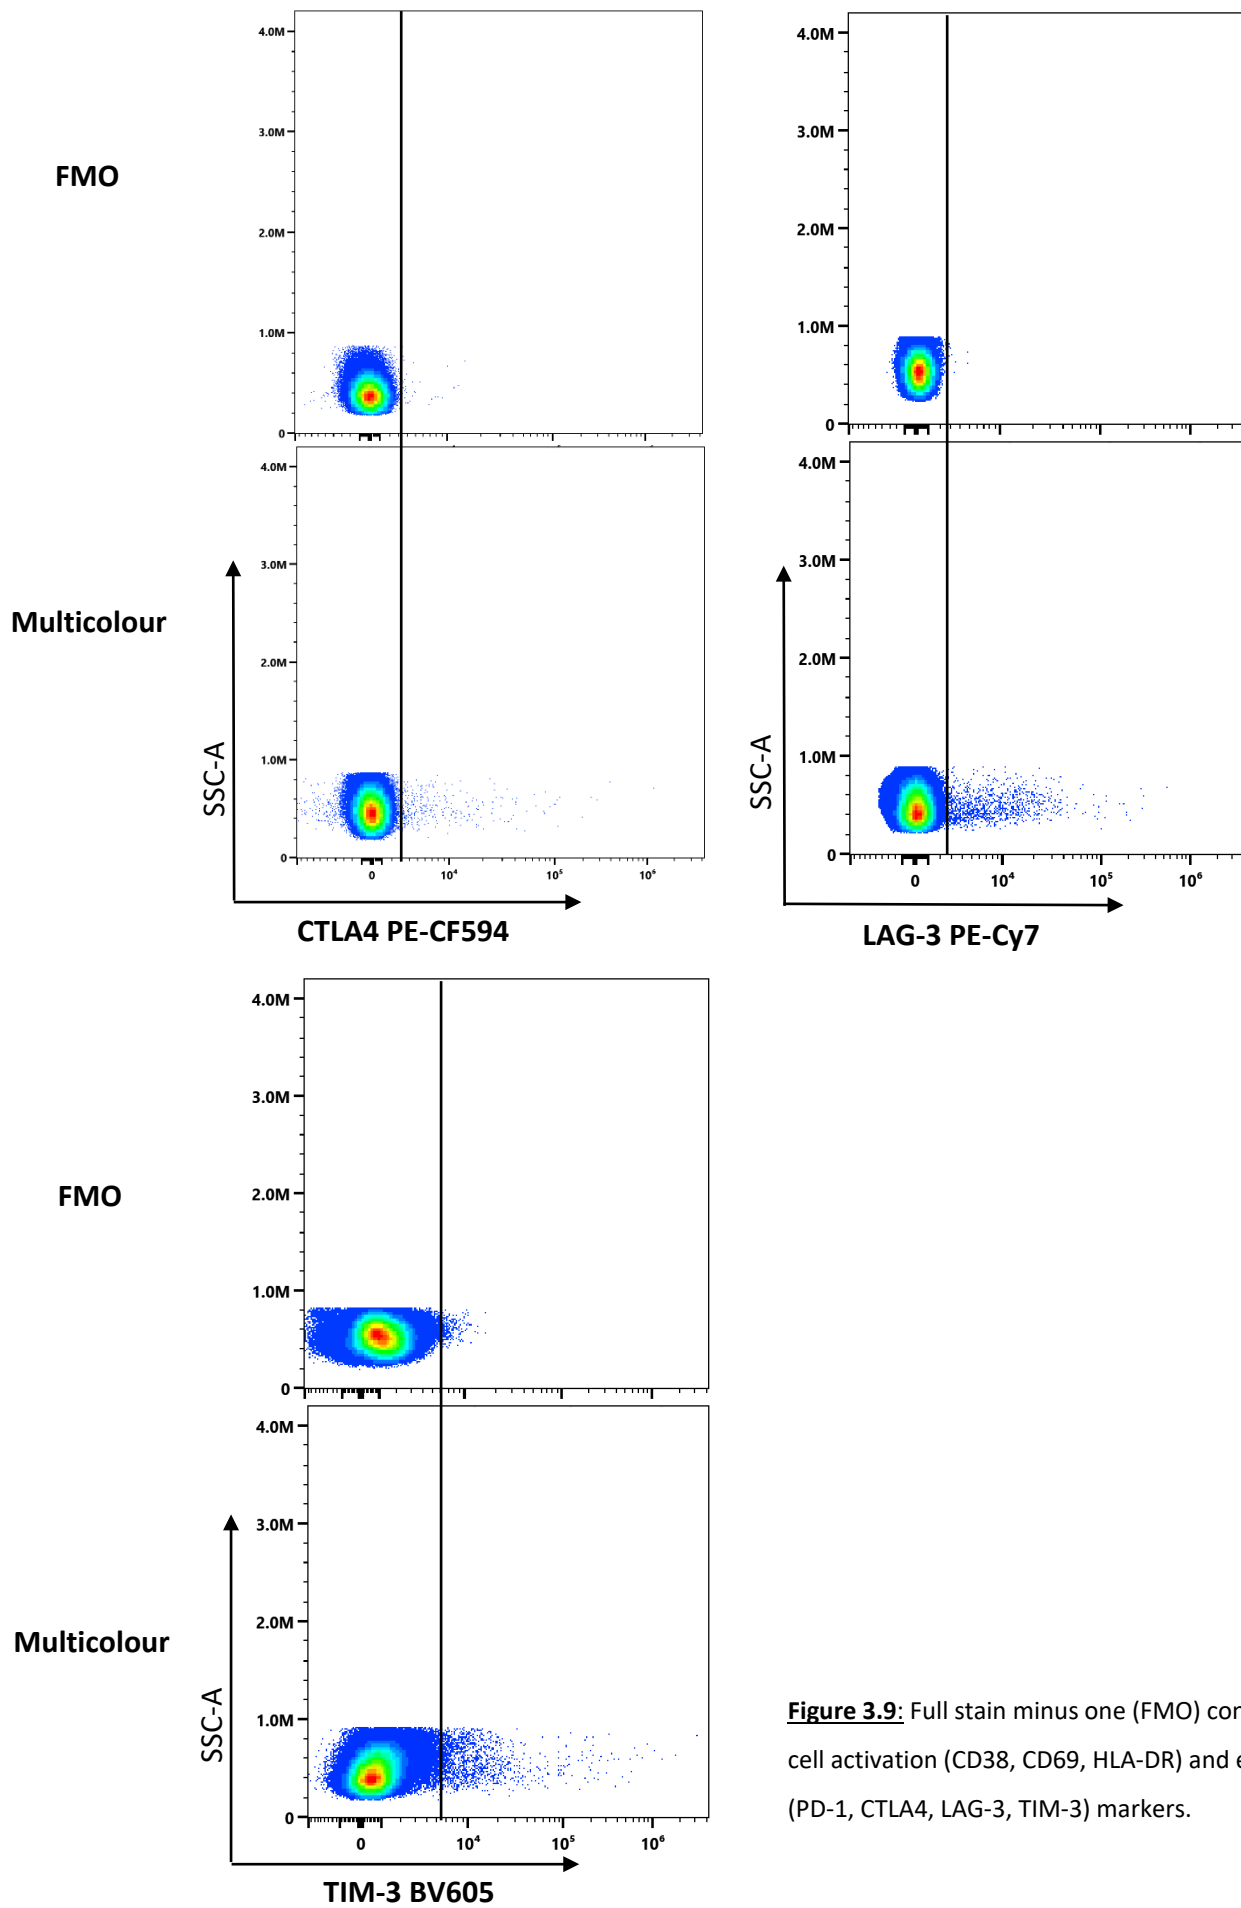 4.0M
3.0M
2.0M
1.0M
0
4.0M
3.0M
2.0M
1.0M
0
FMO
4.0M
3.0M
2.0M
1.0M
0
0
10⁴
10⁵
10⁶
4.0M
3.0M
2.0M
1.0M
0
0
10⁴
10⁵
10⁶
Multicolour
SSC-A
SSC-A
CTLA4 PE-CF594
LAG-3 PE-Cy7
4.0M
3.0M
2.0M
1.0M
0
FMO
4.0M
3.0M
2.0M
1.0M
0
0
10⁴
10⁵
10⁶
Multicolour
SSC-A
TIM-3 BV605
Figure 3.9: Full stain minus one (FMO)
cell activation (CD38, CD69, HLA-DR) and
(PD-1, CTLA4, LAG-3, TIM-3) markers.